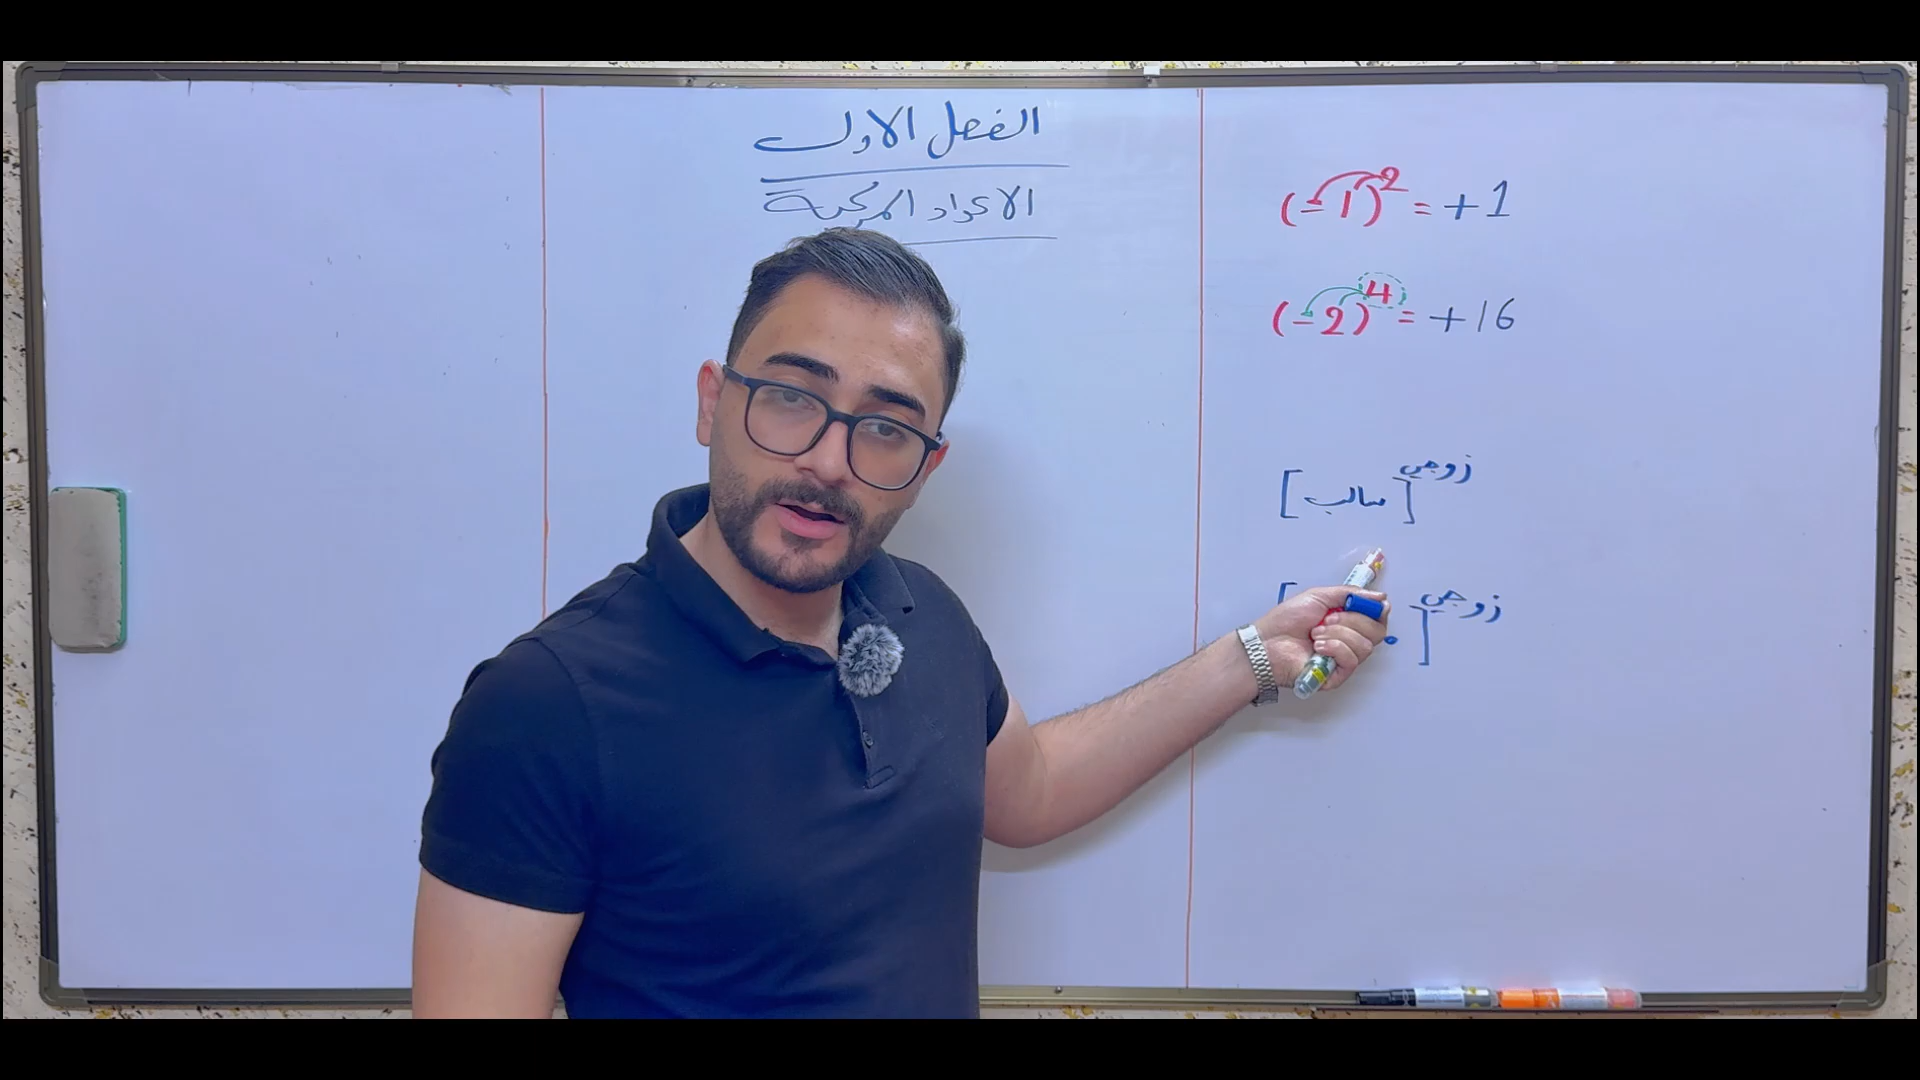 الفصل الاول
الاعداد المركبة
(-1)² = +1
(-2)⁴ = +16
[سالب]زوجي
[ ]زوجي